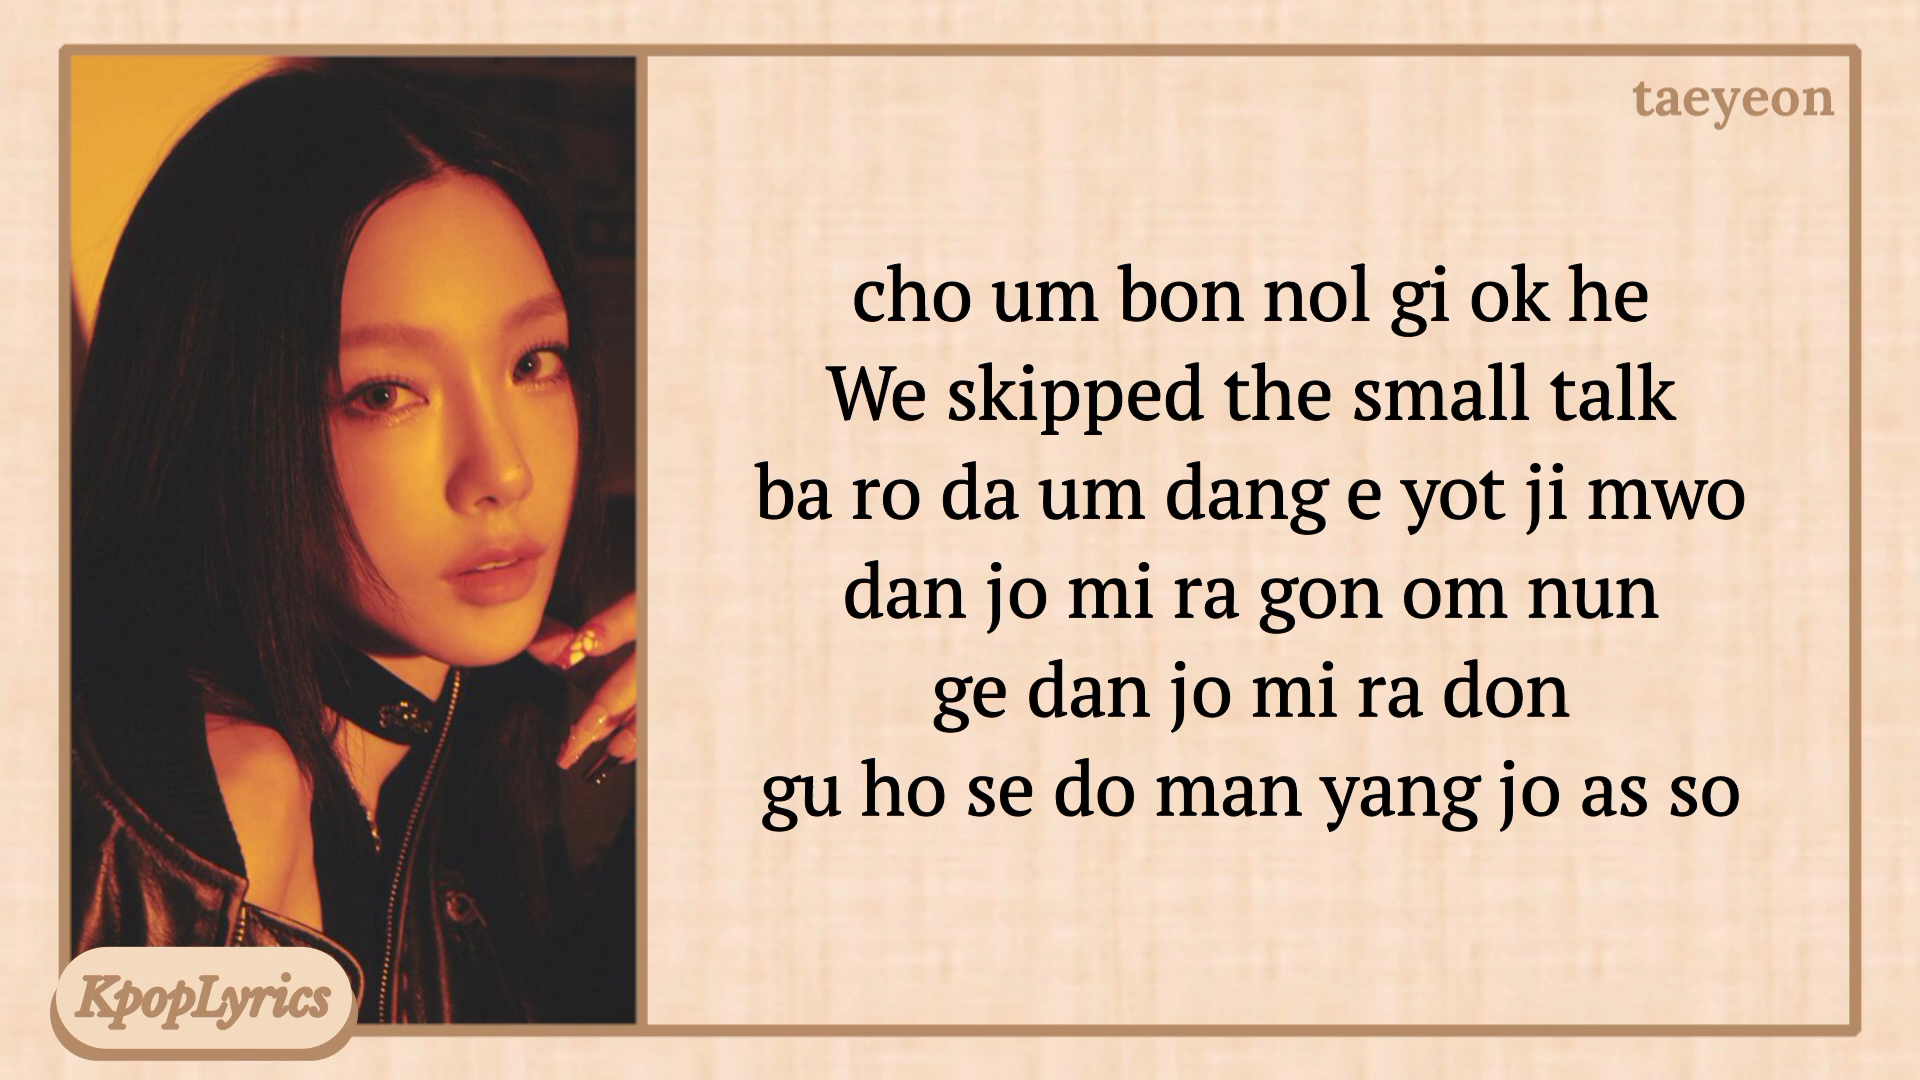 taeyeon
cho um bon nol gi ok he
We skipped the small talk
ba ro da um dang e yot ji mwo
dan jo mi ra gon om nun
ge dan jo mi ra don
gu ho se do man yang jo as so
KpopLyrics